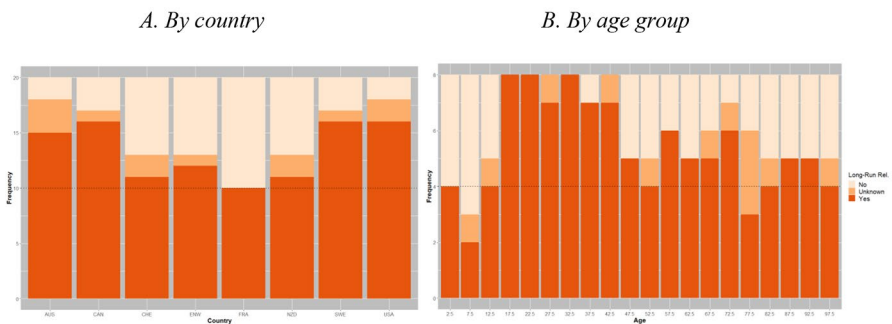 A. By country
B. By age group
Frequency
20
15
10
5
0
AUS CAN CHE ENW FRA NZD SWE USA
Country
Frequency
8
6
4
2
0
2.5 7.5 12.5 17.5 22.5 27.5 32.5 37.5 42.5 47.5 52.5 57.5 62.5 67.5 72.5 77.5 82.5 87.5 92.5 97.5
Age
Long-Run Rel.
No
Unknown
Yes